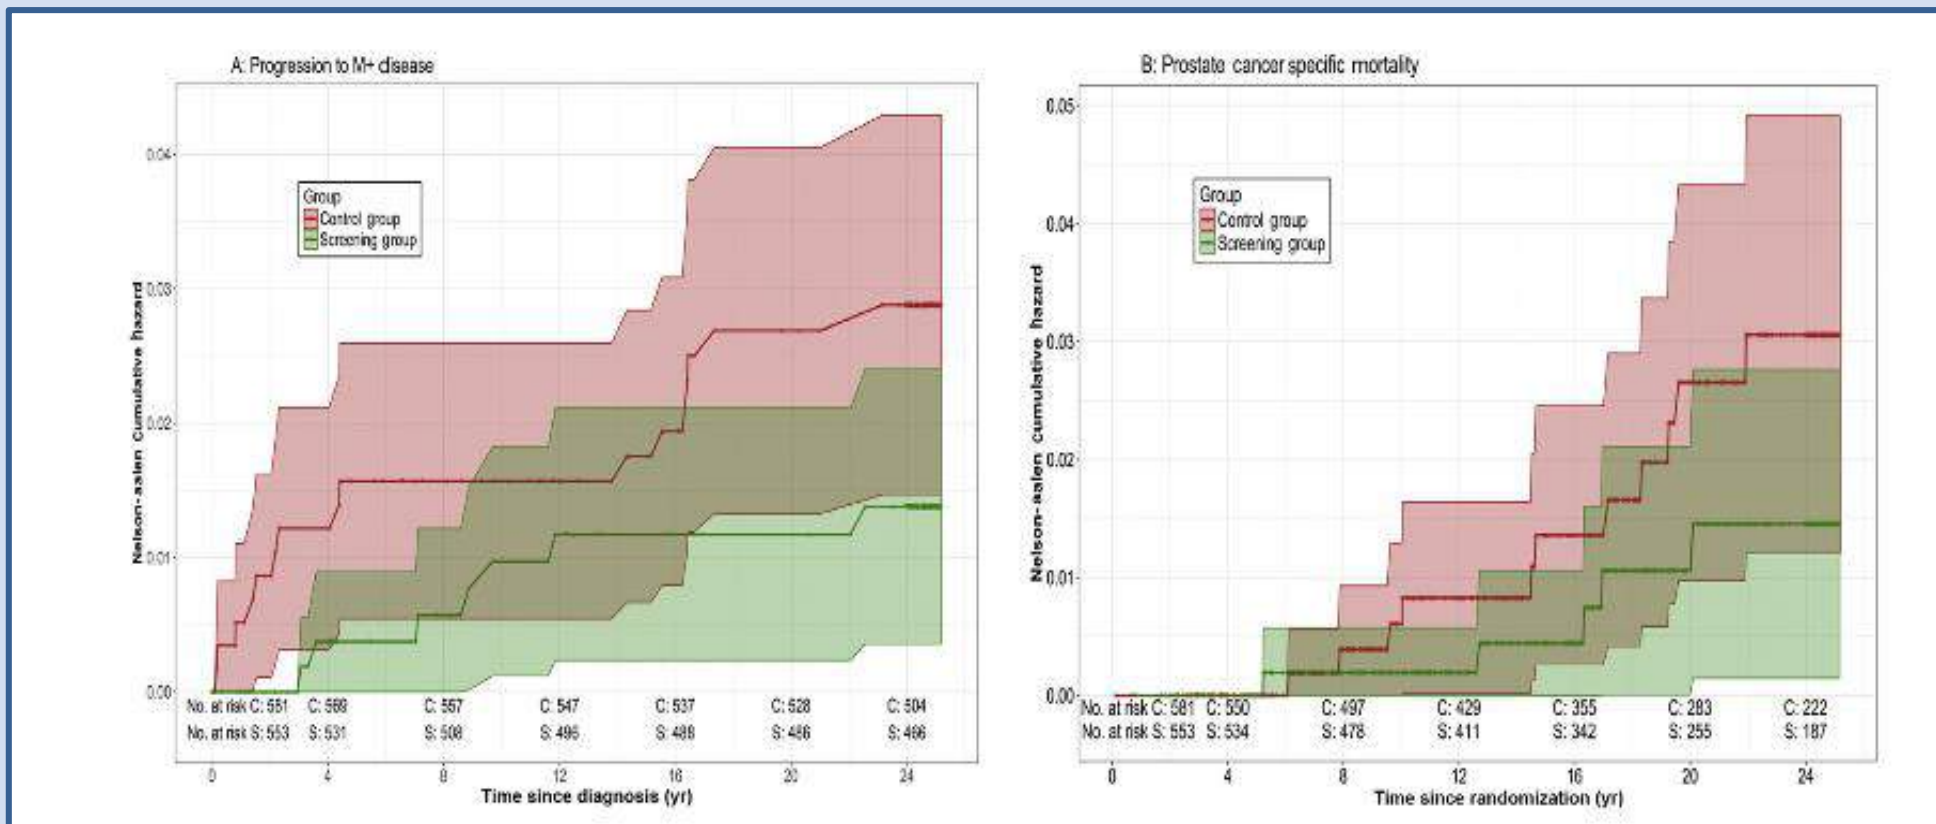 A: Progression to M+ disease
0.04
0.03
0.02
0.01
0.00
Nelson-aalen Cumulative hazard
Group
Control group
Screening group
No. at risk C: 551 C: 569 C: 557 C: 547 C: 537 C: 528 C: 504
No. at risk S: 553 S: 531 S: 508 S: 496 S: 488 S: 486 S: 466
0 4 8 12 16 20 24
Time since diagnosis (yr)
B: Prostate cancer specific mortality
0.05
0.04
0.03
0.02
0.01
0.00
Nelson-aalen cumulative hazard
Group
Control group
Screening group
No. at risk C: 581 C: 550 C: 497 C: 429 C: 355 C: 283 C: 222
No. at risk S: 553 S: 534 S: 478 S: 411 S: 342 S: 255 S: 187
0 4 8 12 16 20 24
Time since randomization (yr)